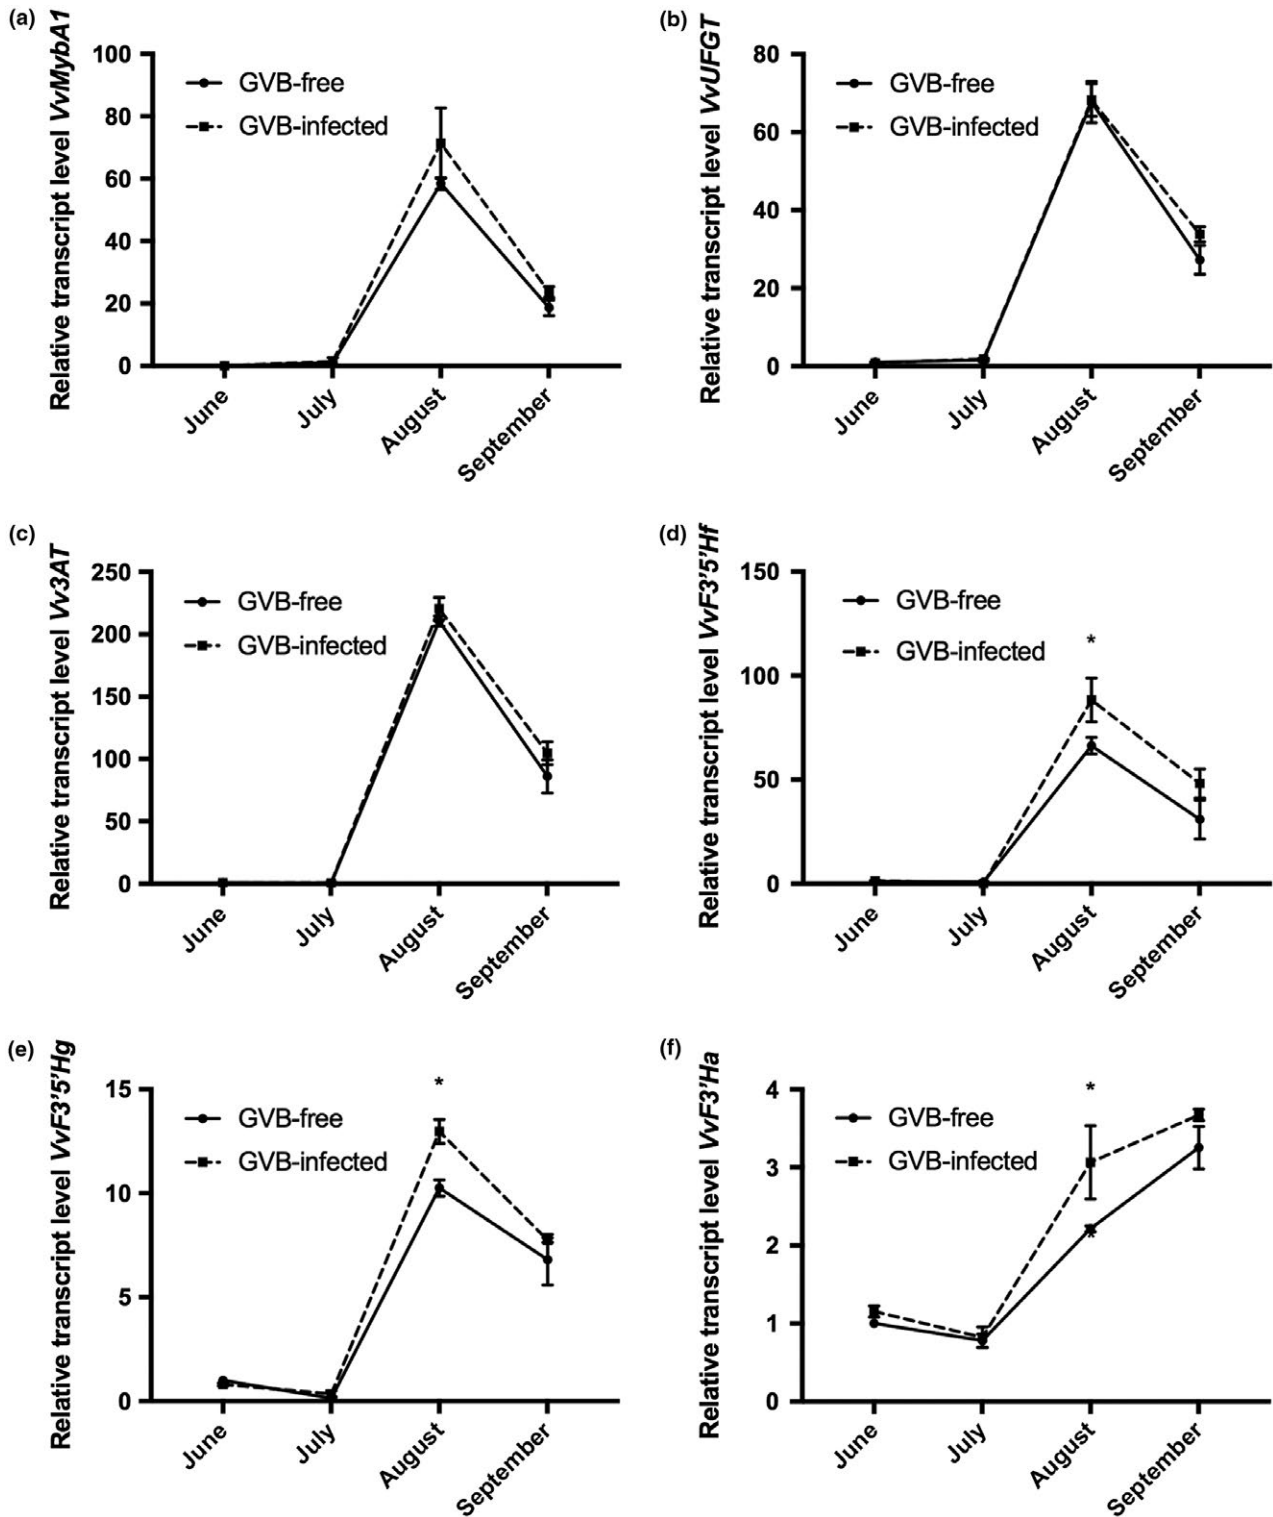 (a)
Relative transcript level VvMybA1
100
80
60
40
20
0
GVB-free
GVB-infected
June
July
August
September
(b)
Relative transcript level VvUFGT
80
60
40
20
0
GVB-free
GVB-infected
June
July
August
September
(c)
Relative transcript level Vv3AT
250
200
150
100
50
0
GVB-free
GVB-infected
June
July
August
September
(d)
Relative transcript level VvF3’5’Hf
150
100
50
0
GVB-free
GVB-infected
*
June
July
August
September
(e)
Relative transcript level VvF3’5’Hg
15
10
5
0
GVB-free
GVB-infected
*
June
July
August
September
(f)
Relative transcript level VvF3’Ha
4
3
2
1
0
GVB-free
GVB-infected
*
June
July
August
September